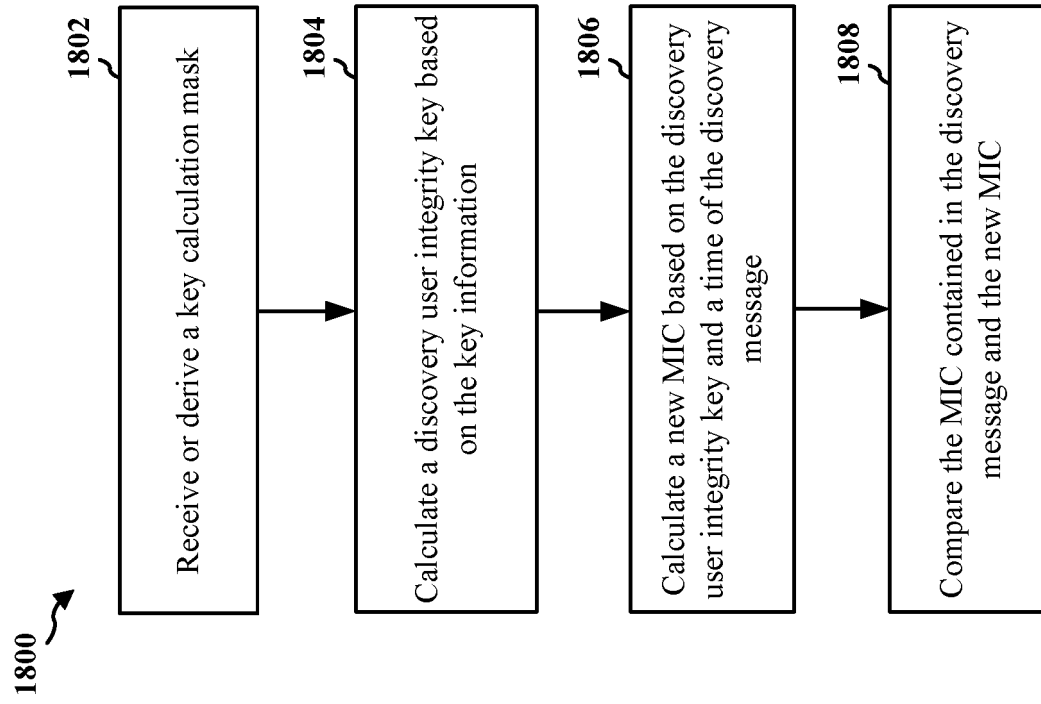 1800
1802
Receive or derive a key calculation mask
1804
Calculate a discovery user integrity key based
on the key information
1806
Calculate a new MIC based on the discovery
user integrity key and a time of the discovery
message
1808
Compare the MIC contained in the discovery
message and the new MIC